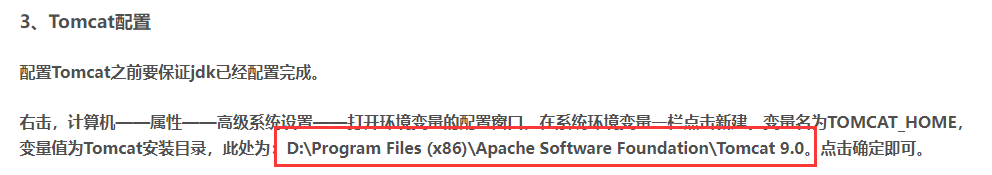 3、Tomcat配置
配置Tomcat之前要保证jdk已经配置完成。
右击，计算机——属性——高级系统设置——打开环境变量的配置窗口，在系统环境变量一栏点击新建，变量名为TOMCAT_HOME，
变量值为Tomcat安装目录，此处为：D:\Program Files (x86)\Apache Software Foundation\Tomcat 9.0。点击确定即可。